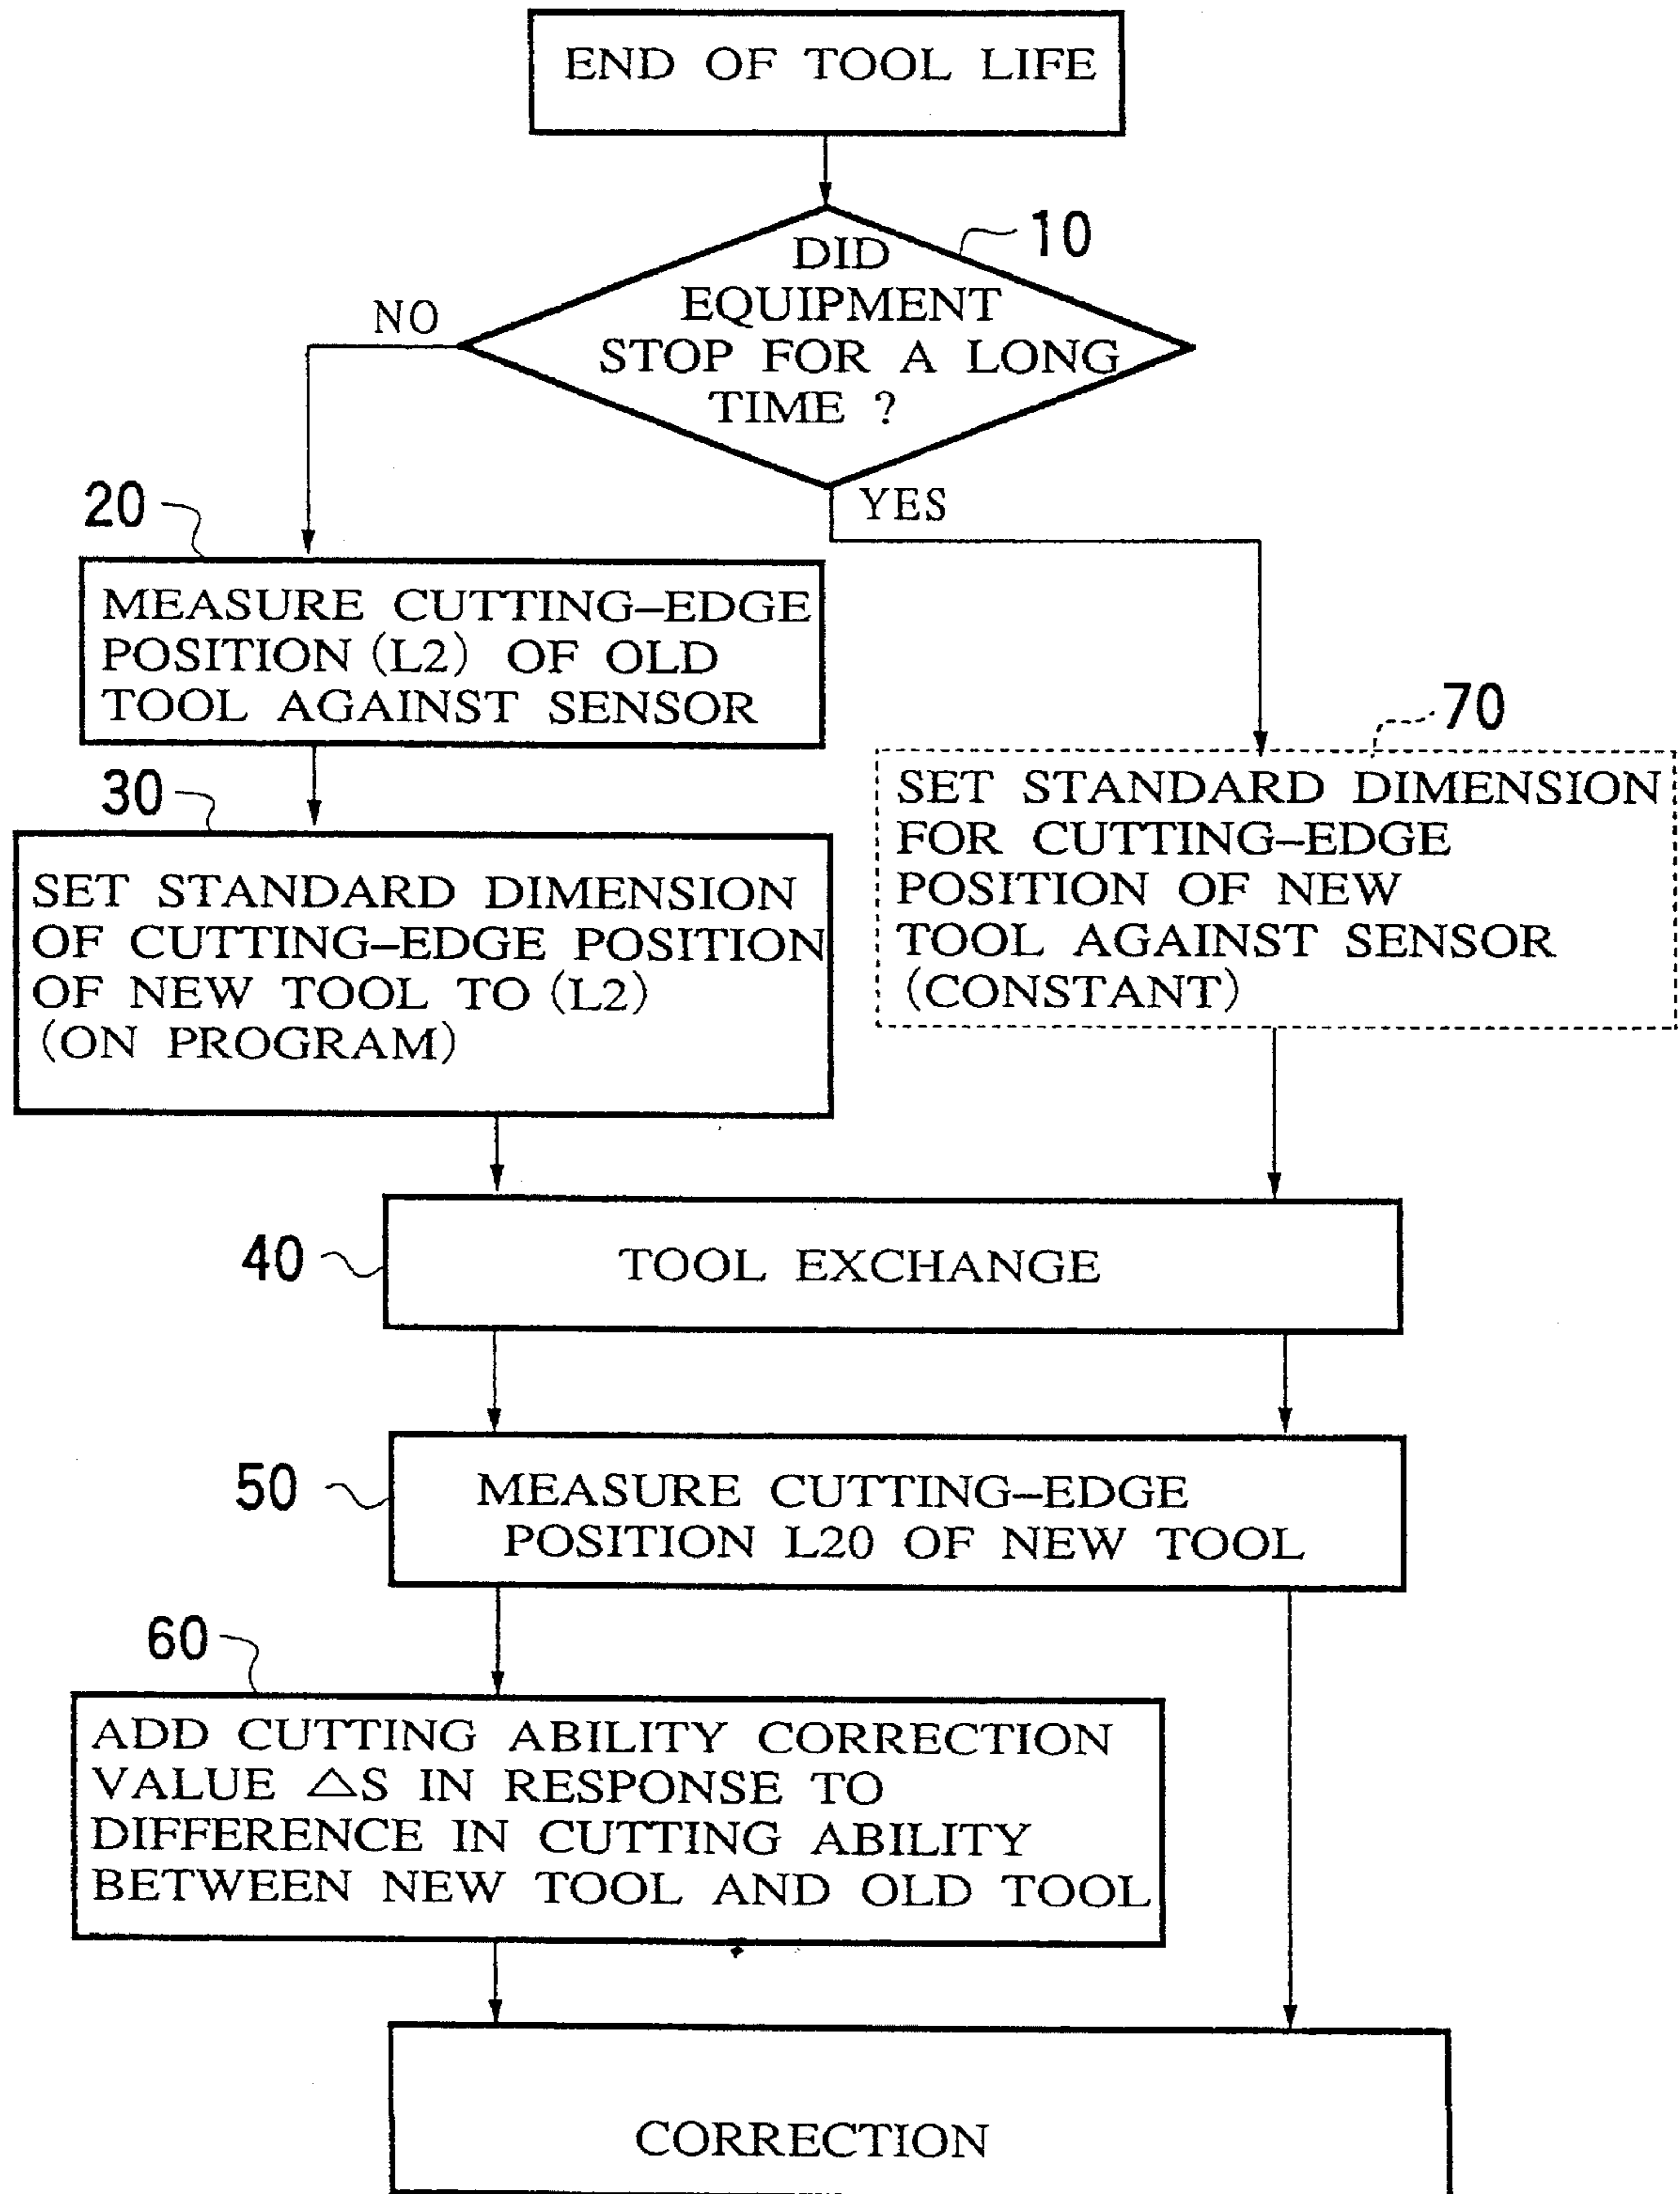 END OF TOOL LIFE
10
DID
EQUIPMENT
STOP FOR A LONG
TIME ?
NO
YES
20
MEASURE CUTTING–EDGE
POSITION (L2) OF OLD
TOOL AGAINST SENSOR
30
SET STANDARD DIMENSION
OF CUTTING–EDGE POSITION
OF NEW TOOL TO (L2)
(ON PROGRAM)
70
SET STANDARD DIMENSION
FOR CUTTING–EDGE
POSITION OF NEW
TOOL AGAINST SENSOR
(CONSTANT)
40
TOOL EXCHANGE
50
MEASURE CUTTING–EDGE
POSITION L20 OF NEW TOOL
60
ADD CUTTING ABILITY CORRECTION
VALUE △S IN RESPONSE TO
DIFFERENCE IN CUTTING ABILITY
BETWEEN NEW TOOL AND OLD TOOL
CORRECTION